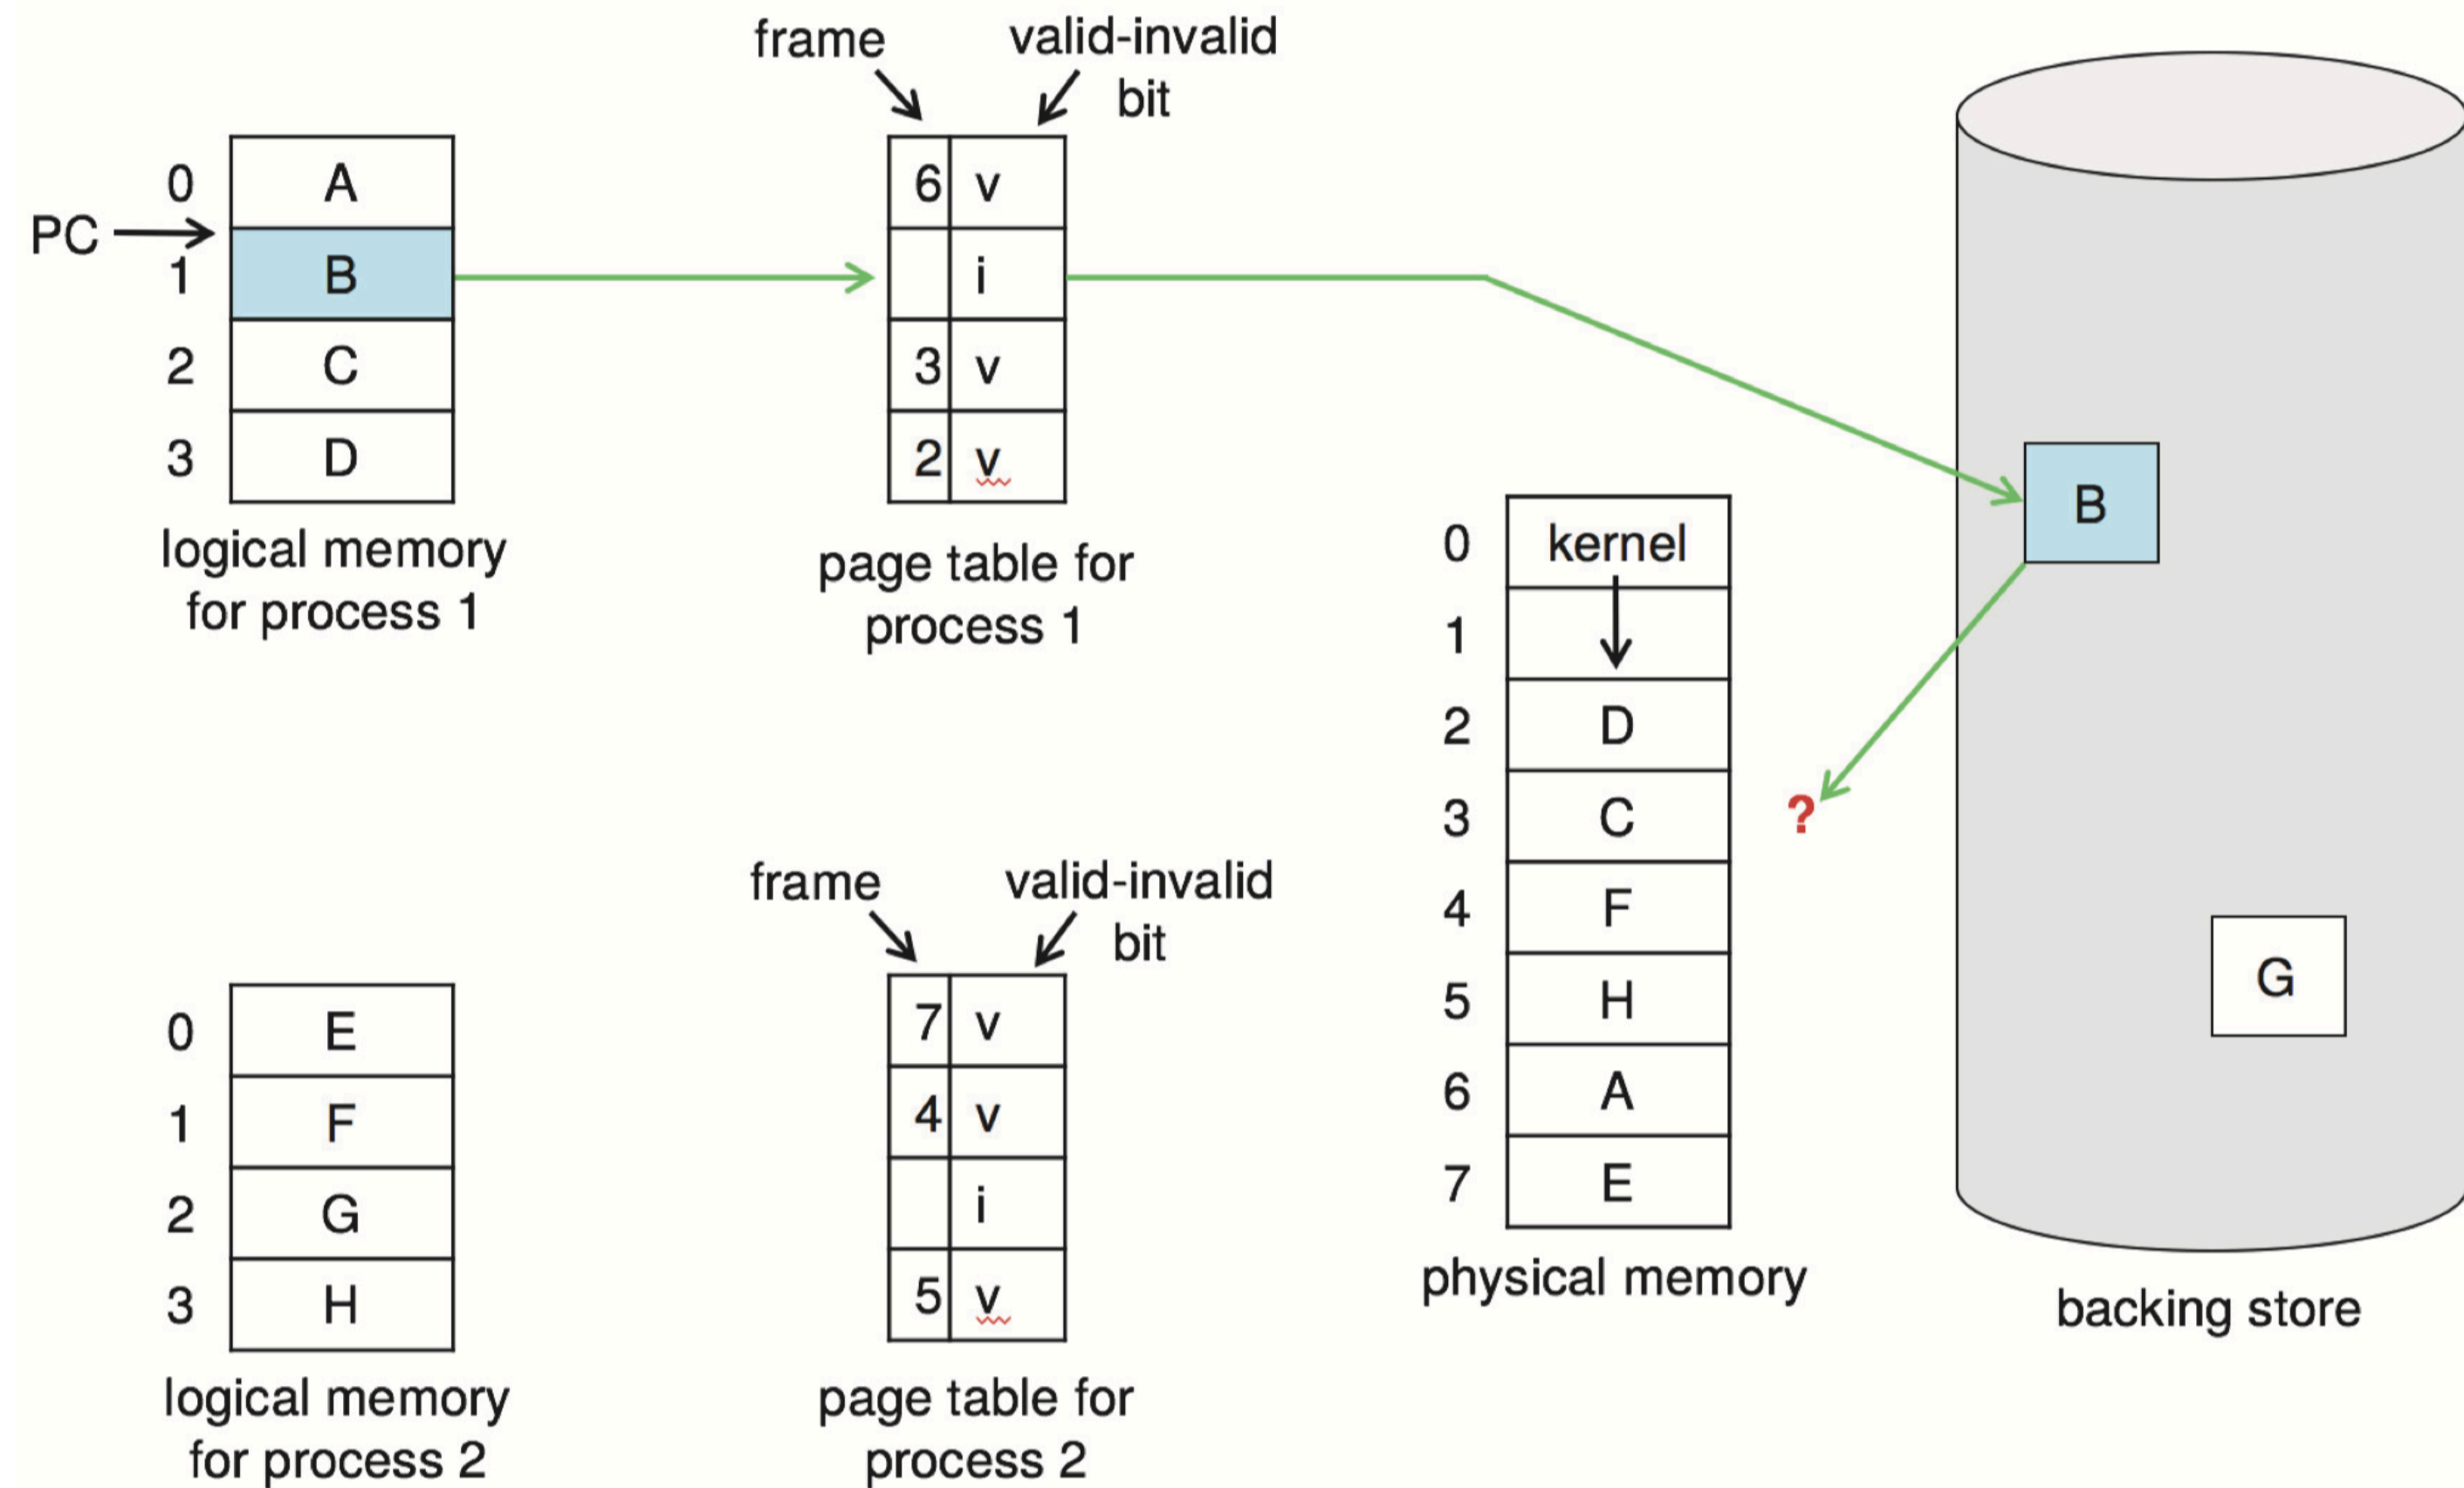 frame
valid-invalid
bit
PC
0 A
1 B
2 C
3 D
logical memory
for process 1
6 v
i
3 v
2 v
page table for
process 1
0 E
1 F
2 G
3 H
logical memory
for process 2
frame
valid-invalid
bit
7 v
4 v
i
5 v
page table for
process 2
0 kernel
1
2 D
3 C
4 F
5 H
6 A
7 E
physical memory
?
B
G
backing store